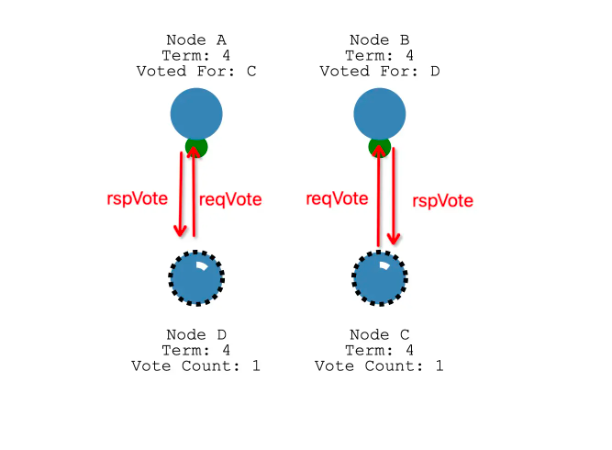 Node A
Term: 4
Voted For: C
Node B
Term: 4
Voted For: D
rspVote
reqVote
reqVote
rspVote
Node D
Term: 4
Vote Count: 1
Node C
Term: 4
Vote Count: 1